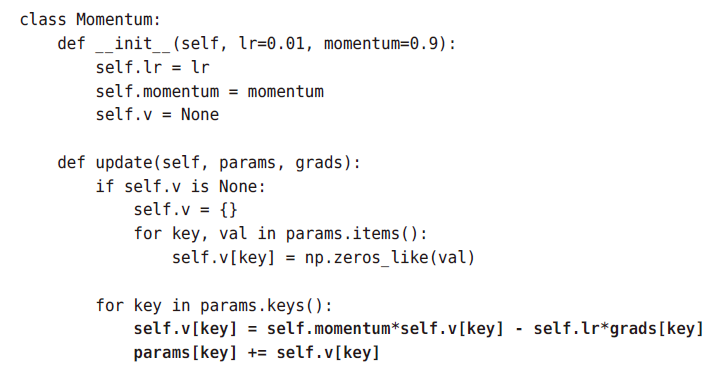 class Momentum:
    def __init__(self, lr=0.01, momentum=0.9):
        self.lr = lr
        self.momentum = momentum
        self.v = None

    def update(self, params, grads):
        if self.v is None:
            self.v = {}
            for key, val in params.items():
                self.v[key] = np.zeros_like(val)

        for key in params.keys():
            self.v[key] = self.momentum*self.v[key] - self.lr*grads[key]
            params[key] += self.v[key]